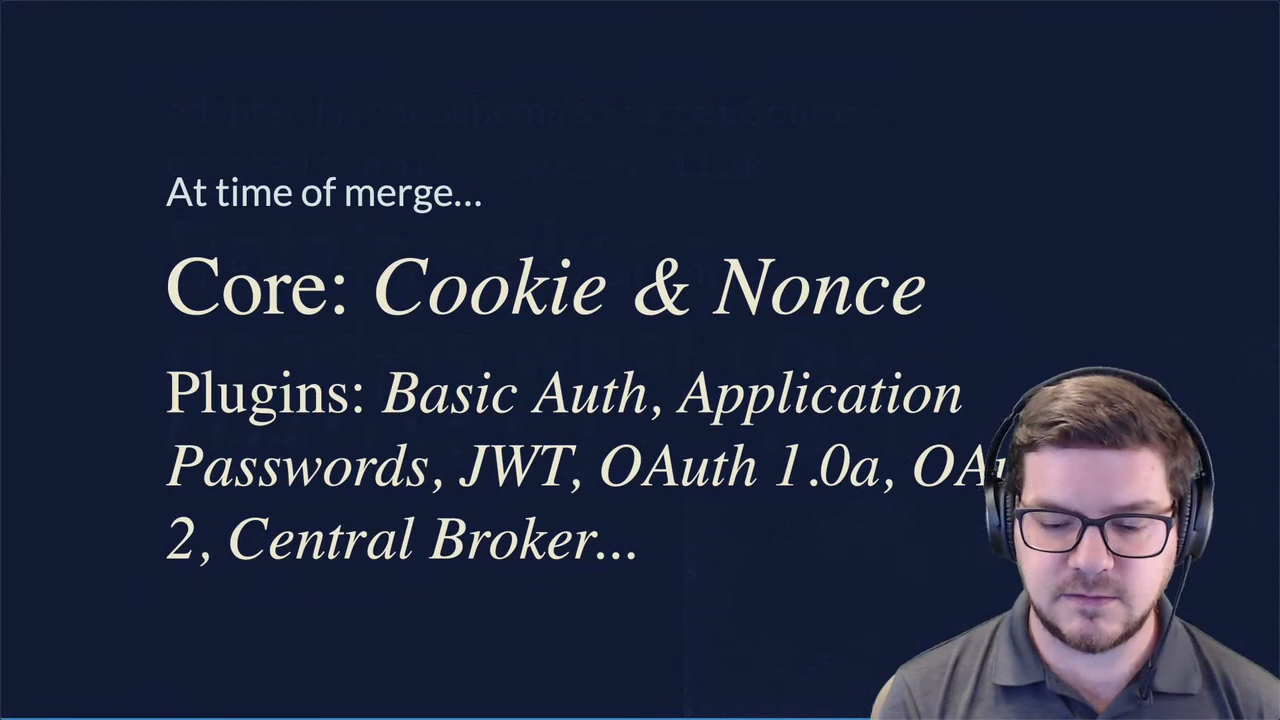 At time of merge...
Core: Cookie & Nonce
Plugins: Basic Auth, Application
Passwords, JWT, OAuth 1.0a,
2, Central Broker...